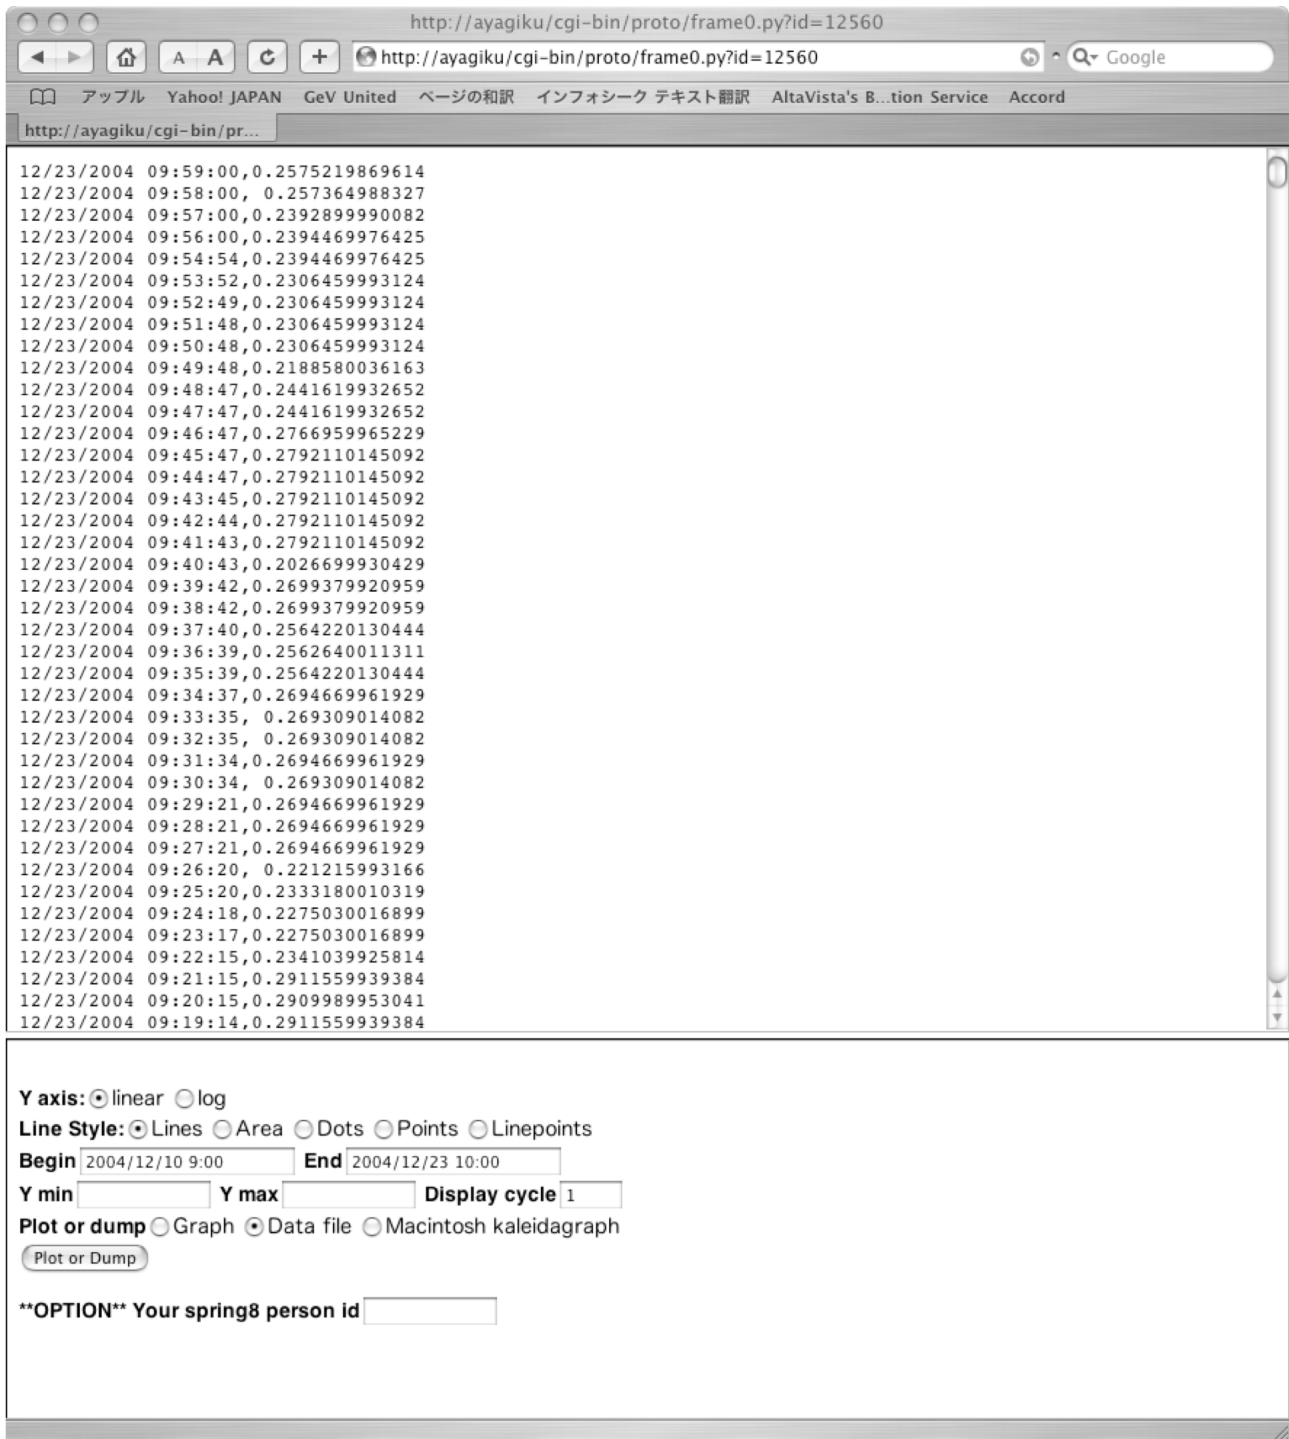 http://ayagiku/cgi-bin/proto/frame0.py?id=12560
A A + http://ayagiku/cgi-bin/proto/frame0.py?id=12560 Google
アップル Yahoo! JAPAN GeV United ページの和訳 インフォシーク テキスト翻訳 AltaVista's B...tion Service Accord
http://ayagiku/cgi-bin/pr...
12/23/2004 09:59:00,0.2575219869614
12/23/2004 09:58:00, 0.257364988327
12/23/2004 09:57:00,0.2392899990082
12/23/2004 09:56:00,0.2394469976425
12/23/2004 09:54:54,0.2394469976425
12/23/2004 09:53:52,0.2306459993124
12/23/2004 09:52:49,0.2306459993124
12/23/2004 09:51:48,0.2306459993124
12/23/2004 09:50:48,0.2306459993124
12/23/2004 09:49:48,0.2188580036163
12/23/2004 09:48:47,0.2441619932652
12/23/2004 09:47:47,0.2441619932652
12/23/2004 09:46:47,0.2766959965229
12/23/2004 09:45:47,0.2792110145092
12/23/2004 09:44:47,0.2792110145092
12/23/2004 09:43:45,0.2792110145092
12/23/2004 09:42:44,0.2792110145092
12/23/2004 09:41:43,0.2792110145092
12/23/2004 09:40:43,0.2026699930429
12/23/2004 09:39:42,0.2699379920959
12/23/2004 09:38:42,0.2699379920959
12/23/2004 09:37:40,0.2564220130444
12/23/2004 09:36:39,0.2562640011311
12/23/2004 09:35:39,0.2564220130444
12/23/2004 09:34:37,0.2694669961929
12/23/2004 09:33:35, 0.269309014082
12/23/2004 09:32:35, 0.269309014082
12/23/2004 09:31:34,0.2694669961929
12/23/2004 09:30:34, 0.269309014082
12/23/2004 09:29:21,0.2694669961929
12/23/2004 09:28:21,0.2694669961929
12/23/2004 09:27:21,0.2694669961929
12/23/2004 09:26:20, 0.221215993166
12/23/2004 09:25:20,0.2333180010319
12/23/2004 09:24:18,0.2275030016899
12/23/2004 09:23:17,0.2275030016899
12/23/2004 09:22:15,0.2341039925814
12/23/2004 09:21:15,0.2911559939384
12/23/2004 09:20:15,0.2909989953041
12/23/2004 09:19:14,0.2911559939384
Y axis: linear log
Line Style: Lines Area Dots Points Linepoints
Begin 2004/12/10 9:00 End 2004/12/23 10:00
Y min Y max Display cycle 1
Plot or dump Graph Data file Macintosh kaleidagraph
Plot or Dump
**OPTION** Your spring8 person id